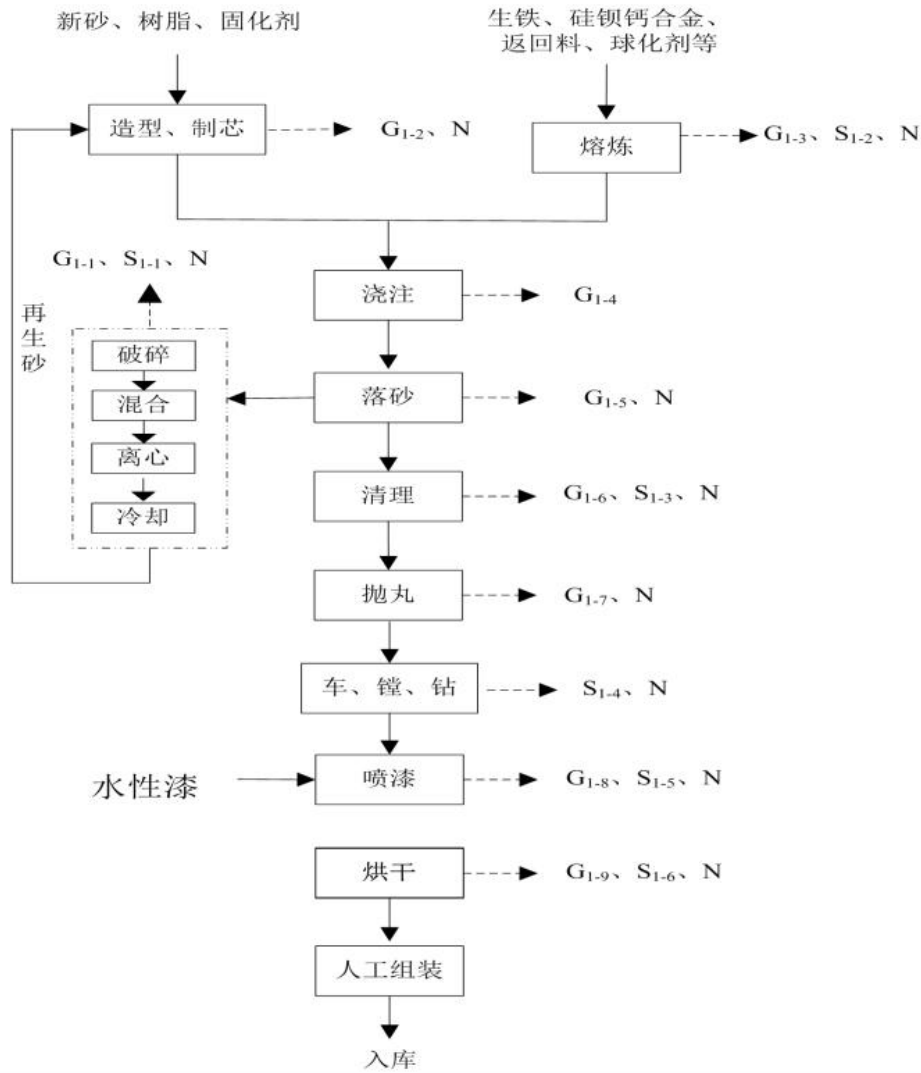 新砂、树脂、固化剂
生铁、硅钡钙合金、
返回料、球化剂等
造型、制芯
G1-2、N
熔炼
G1-3、S1-2、N
G1-1、S1-1、N
再生砂
破碎
混合
离心
冷却
浇注
G1-4
落砂
G1-5、N
清理
G1-6、S1-3、N
抛丸
G1-7、N
车、镗、钻
S1-4、N
水性漆
喷漆
G1-8、S1-5、N
烘干
G1-9、S1-6、N
人工组装
入库